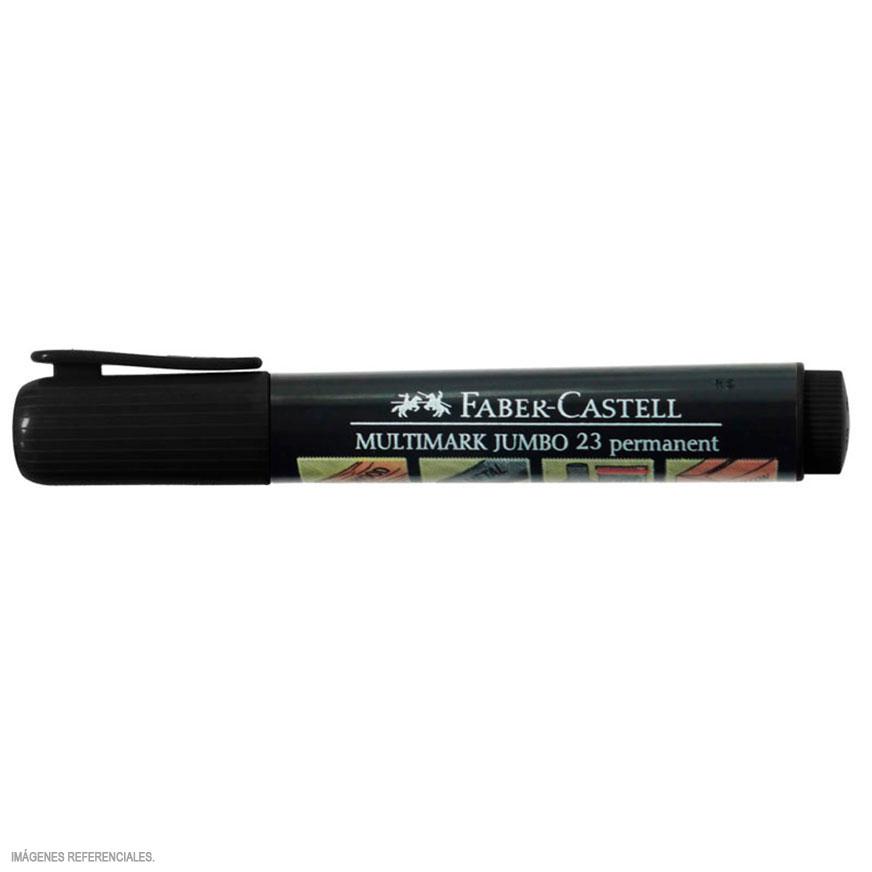 FABER-CASTELL
MULTIMARK JUMBO 23 permanent
IMÁGENES REFERENCIALES.